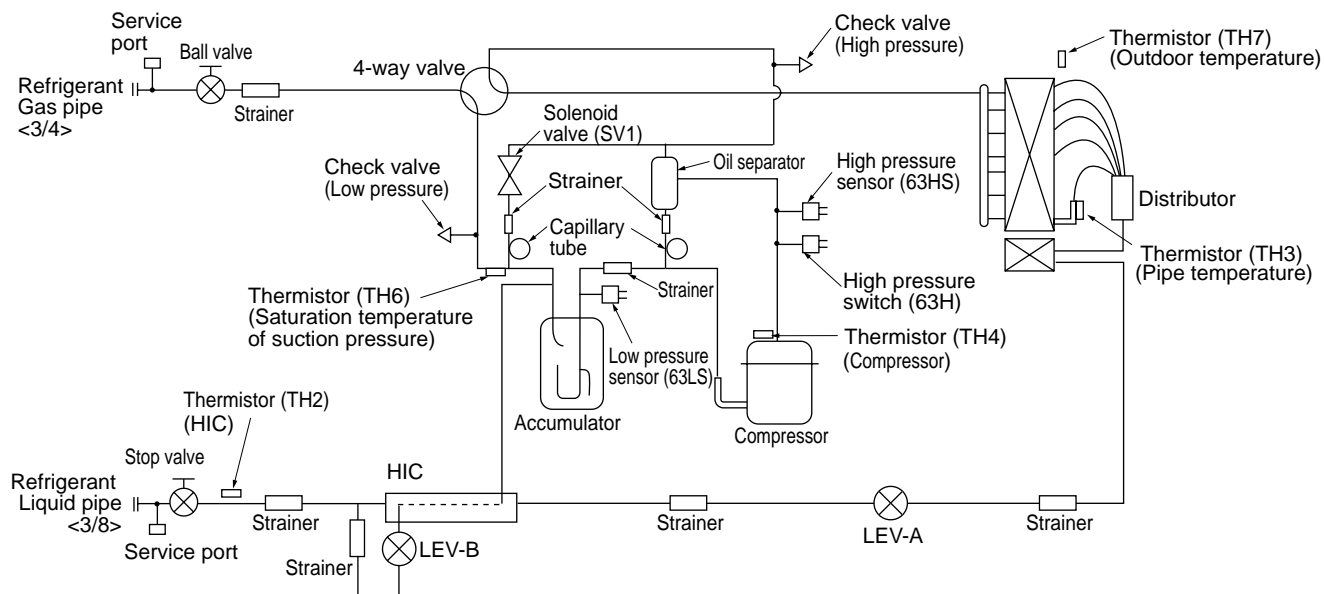 Service
port
Ball valve
Refrigerant
Gas pipe
<3/4>
Strainer
4-way valve
Check valve
(High pressure)
Thermistor (TH7)
(Outdoor temperature)
Solenoid
valve (SV1)
Oil separator
High pressure
sensor (63HS)
Check valve
(Low pressure)
Strainer
Distributor
Capillary
tube
High pressure
switch (63H)
Thermistor (TH3)
(Pipe temperature)
Thermistor (TH6)
(Saturation temperature
of suction pressure)
Strainer
Low pressure
sensor (63LS)
Thermistor (TH4)
(Compressor)
Accumulator
Compressor
Thermistor (TH2)
(HIC)
Stop valve
Refrigerant
Liquid pipe
<3/8>
Service port
Strainer
HIC
Strainer
LEV-B
Strainer
LEV-A
Strainer